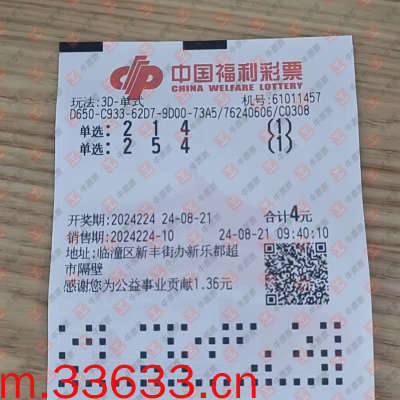 中国福利彩票
CHINA WELFARE LOTTERY
玩法:3D-单式 机号:61011457
D650-C933-62D7-9D00-73A5/76240606/C0308
单选: 2 1 4 (1)
单选: 2 5 4 (1)
开奖期:2024224 24-08-21 合计4元
销售期:2024224-10 24-08-21 09:40:10
地址:临潼区新丰街办新乐都超
市隔壁
感谢您为公益事业贡献1.36元
m.33633.cn